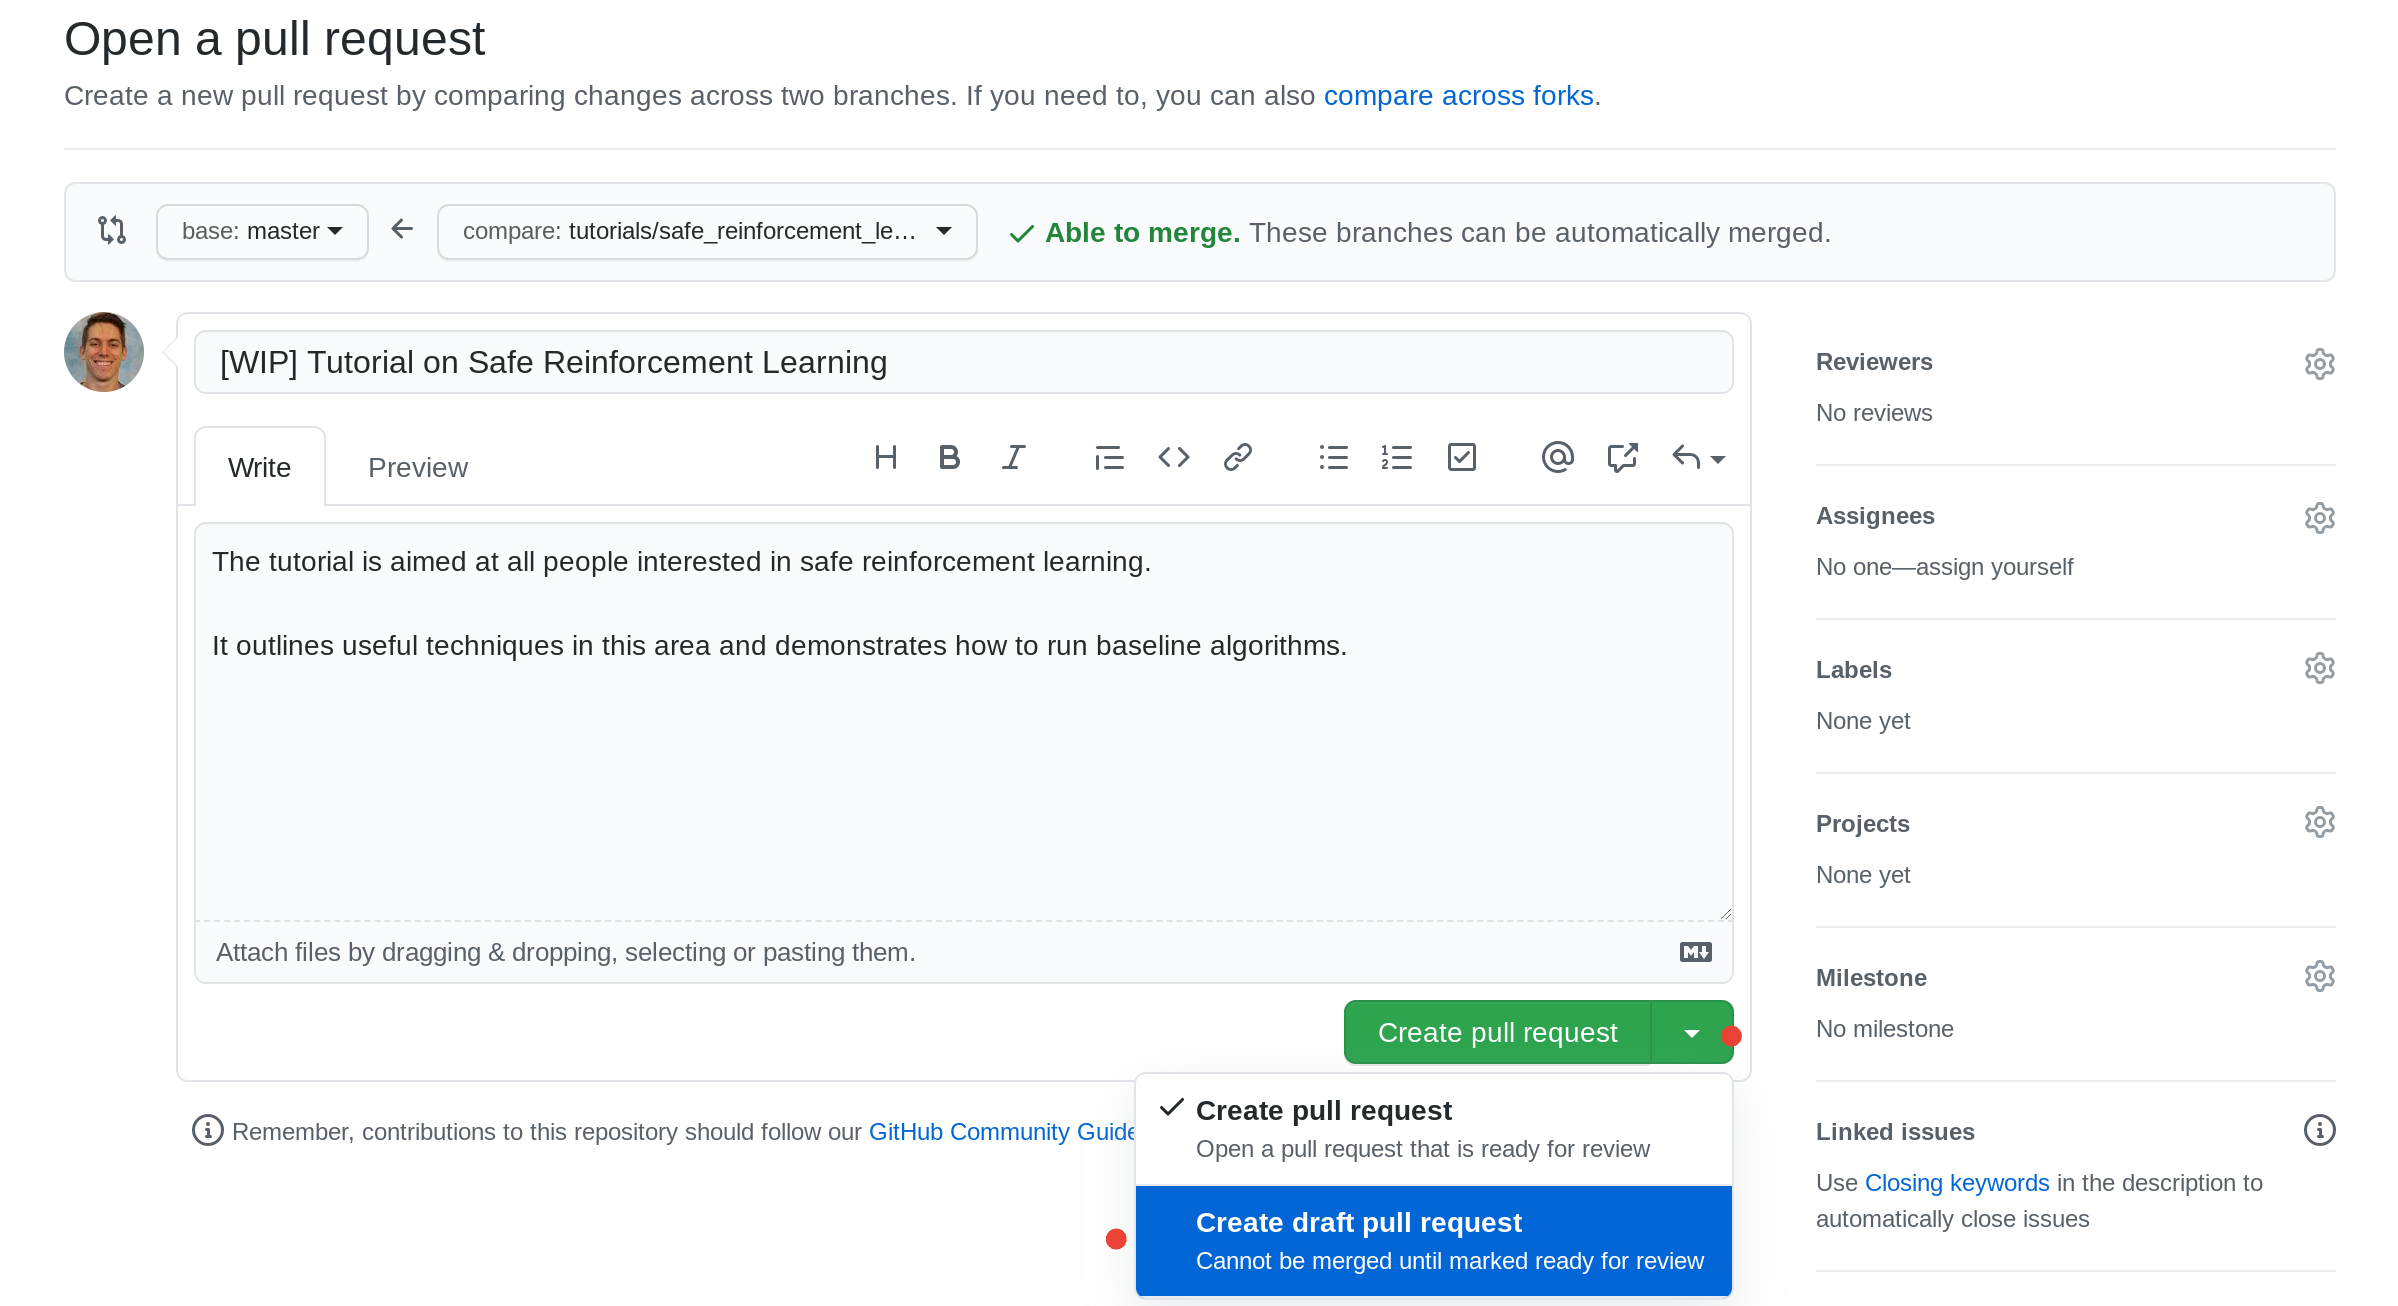 Open a pull request
Create a new pull request by comparing changes across two branches. If you need to, you can also compare across forks.
base: master
compare: tutorials/safe_reinforcement_le…
Able to merge. These branches can be automatically merged.
[WIP] Tutorial on Safe Reinforcement Learning
Write
Preview
The tutorial is aimed at all people interested in safe reinforcement learning.
It outlines useful techniques in this area and demonstrates how to run baseline algorithms.
Attach files by dragging & dropping, selecting or pasting them.
Create pull request
Create pull request
Open a pull request that is ready for review
Create draft pull request
Cannot be merged until marked ready for review
Remember, contributions to this repository should follow our GitHub Community Guide
Reviewers
No reviews
Assignees
No one—assign yourself
Labels
None yet
Projects
None yet
Milestone
No milestone
Linked issues
Use Closing keywords in the description to
automatically close issues